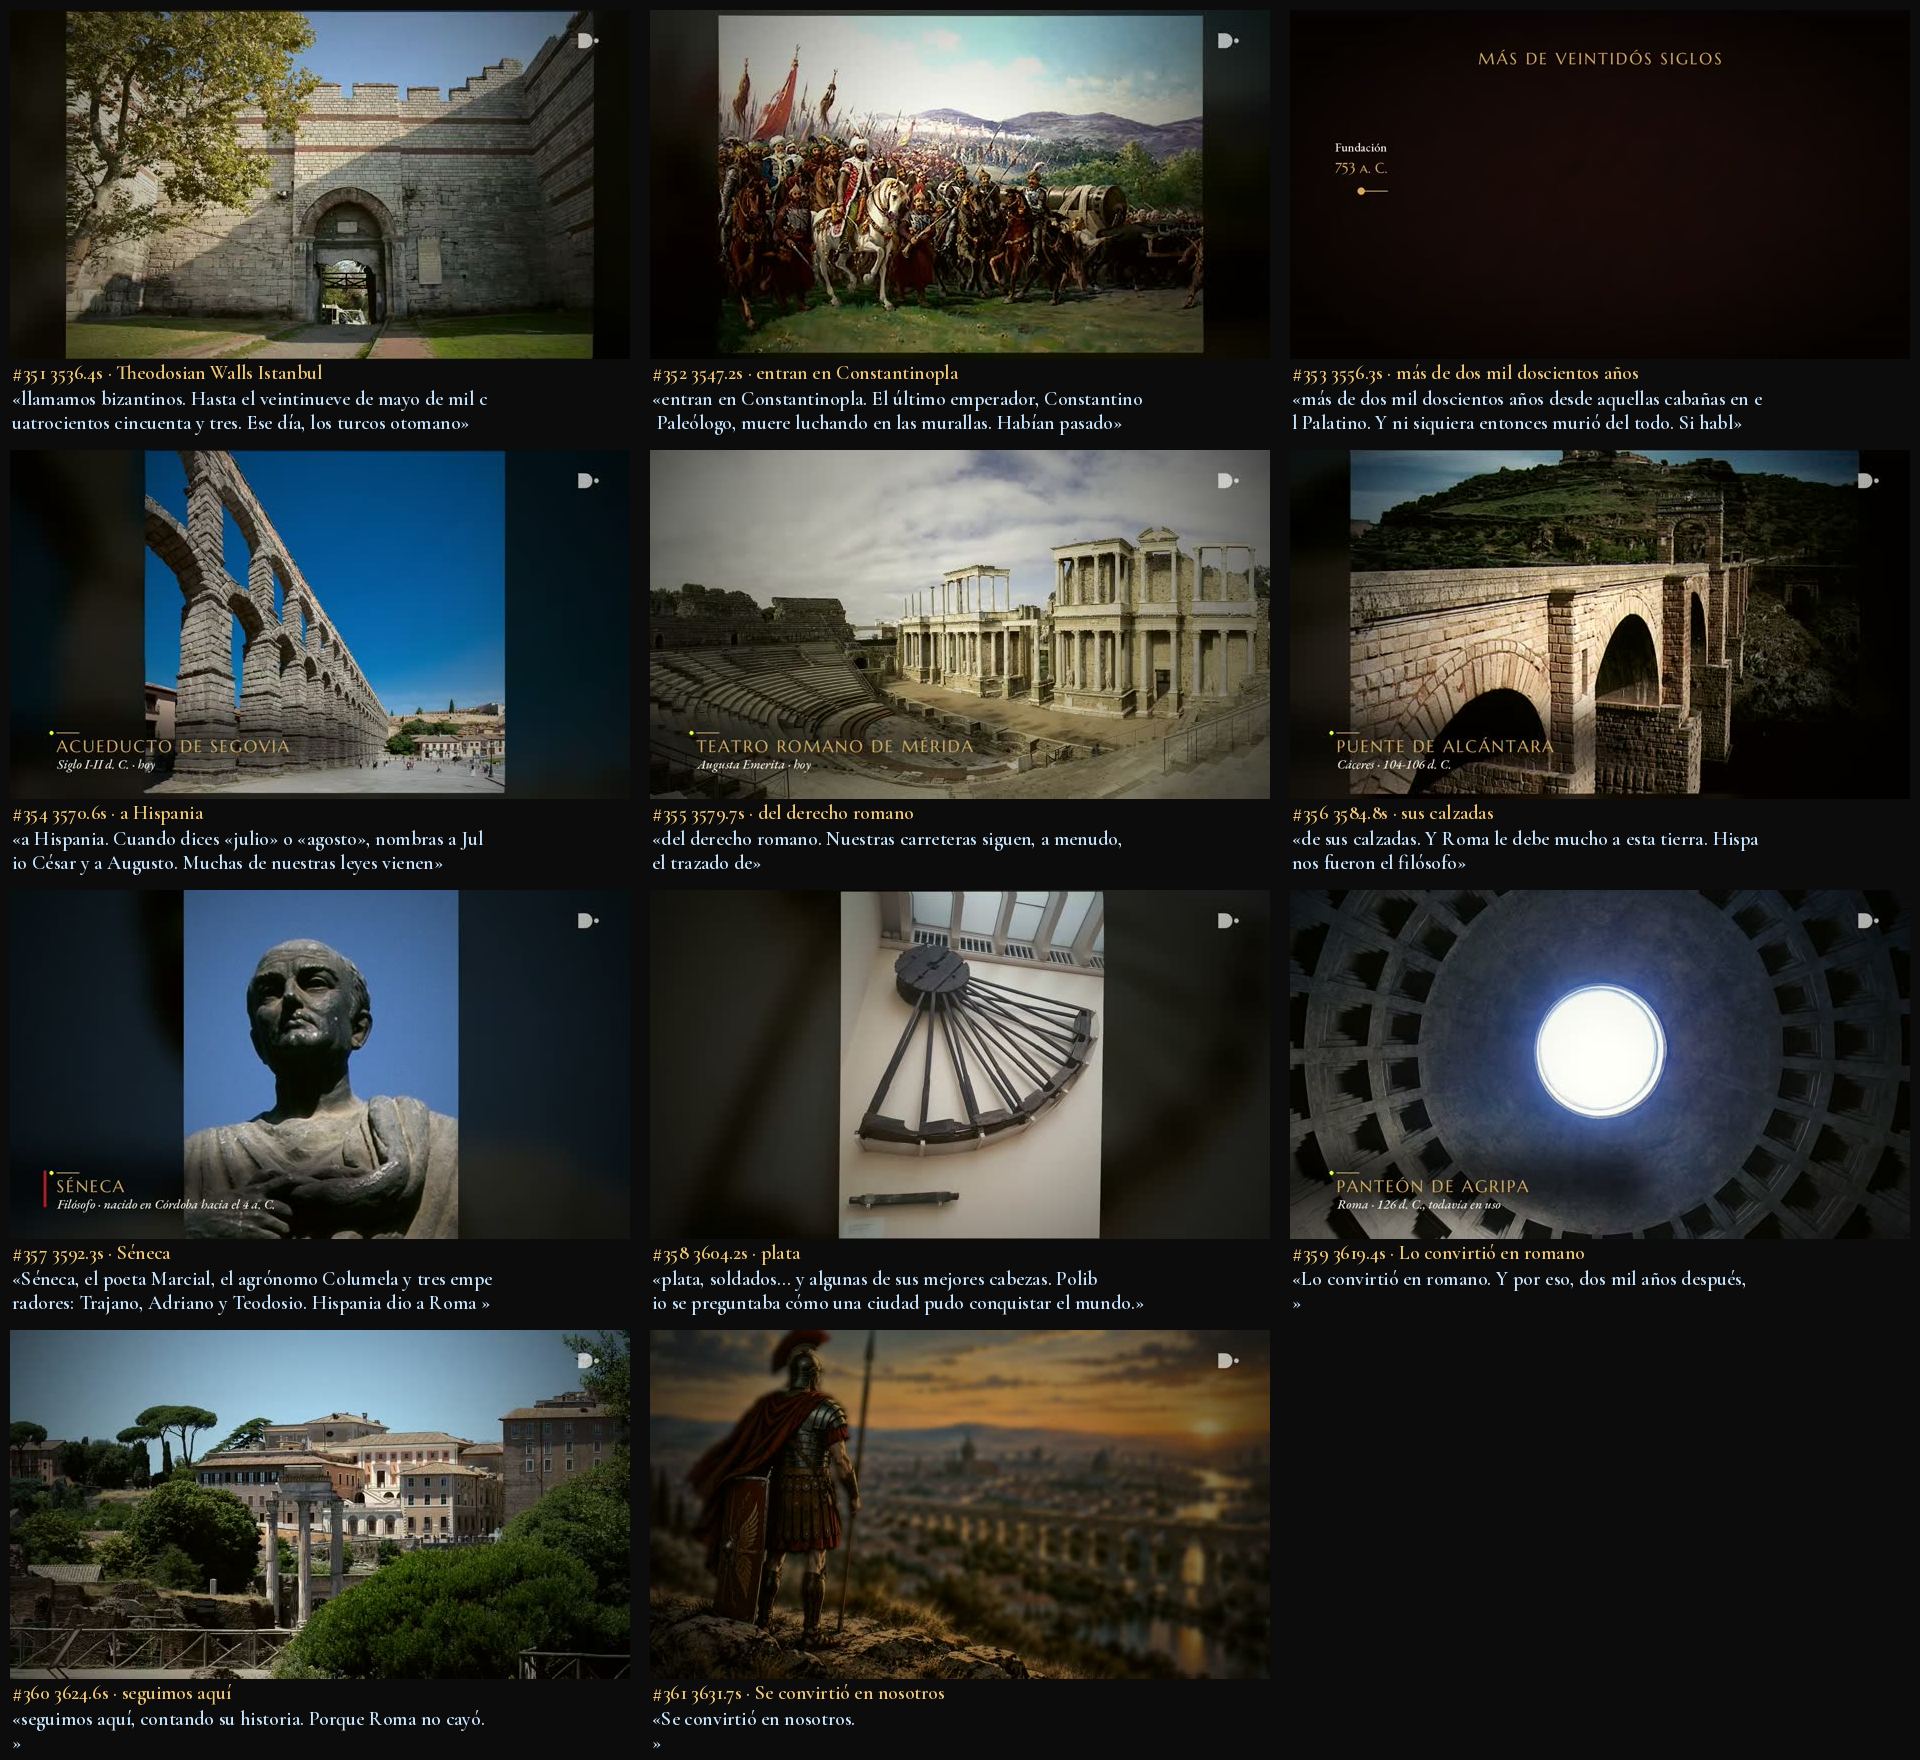 MÁS DE VEINTIDÓS SIGLOS
Fundación
753 A. C.
#351 3536.4s · Theodosian Walls Istanbul
«llamamos bizantinos. Hasta el veintinueve de mayo de mil c
uatrocientos cincuenta y tres. Ese día, los turcos otomano»
#352 3547.2s · entran en Constantinopla
«entran en Constantinopla. El último emperador, Constantino
Paleólogo, muere luchando en las murallas. Habían pasado»
#353 3556.3s · más de dos mil doscientos años
«más de dos mil doscientos años desde aquellas cabañas en e
l Palatino. Y ni siquiera entonces murió del todo. Si habl»
ACUEDUCTO DE SEGOVIA
Siglo I-II d. C. · hoy
#354 3570.6s · a Hispania
«a Hispania. Cuando dices «julio» o «agosto», nombras a Jul
io César y a Augusto. Muchas de nuestras leyes vienen»
TEATRO ROMANO DE MÉRIDA
Augusta Emerita · hoy
#355 3579.7s · del derecho romano
«del derecho romano. Nuestras carreteras siguen, a menudo,
el trazado de»
PUENTE DE ALCÁNTARA
Cáceres · 104-106 d. C.
#356 3584.8s · sus calzadas
«de sus calzadas. Y Roma le debe mucho a esta tierra. Hispa
nos fueron el filósofo»
SÉNECA
Filósofo · nacido en Córdoba hacia el 4 a. C.
#357 3592.3s · Séneca
«Séneca, el poeta Marcial, el agrónomo Columela y tres empe
radores: Trajano, Adriano y Teodosio. Hispania dio a Roma »
#358 3604.2s · plata
«plata, soldados... y algunas de sus mejores cabezas. Polib
io se preguntaba cómo una ciudad pudo conquistar el mundo.»
PANTEÓN DE AGRIPA
Roma · 126 d. C., todavía en uso
#359 3619.4s · Lo convirtió en romano
«Lo convirtió en romano. Y por eso, dos mil años después,
»
#360 3624.6s · seguimos aquí
«seguimos aquí, contando su historia. Porque Roma no cayó.
»
#361 3631.7s · Se convirtió en nosotros
«Se convirtió en nosotros.
»